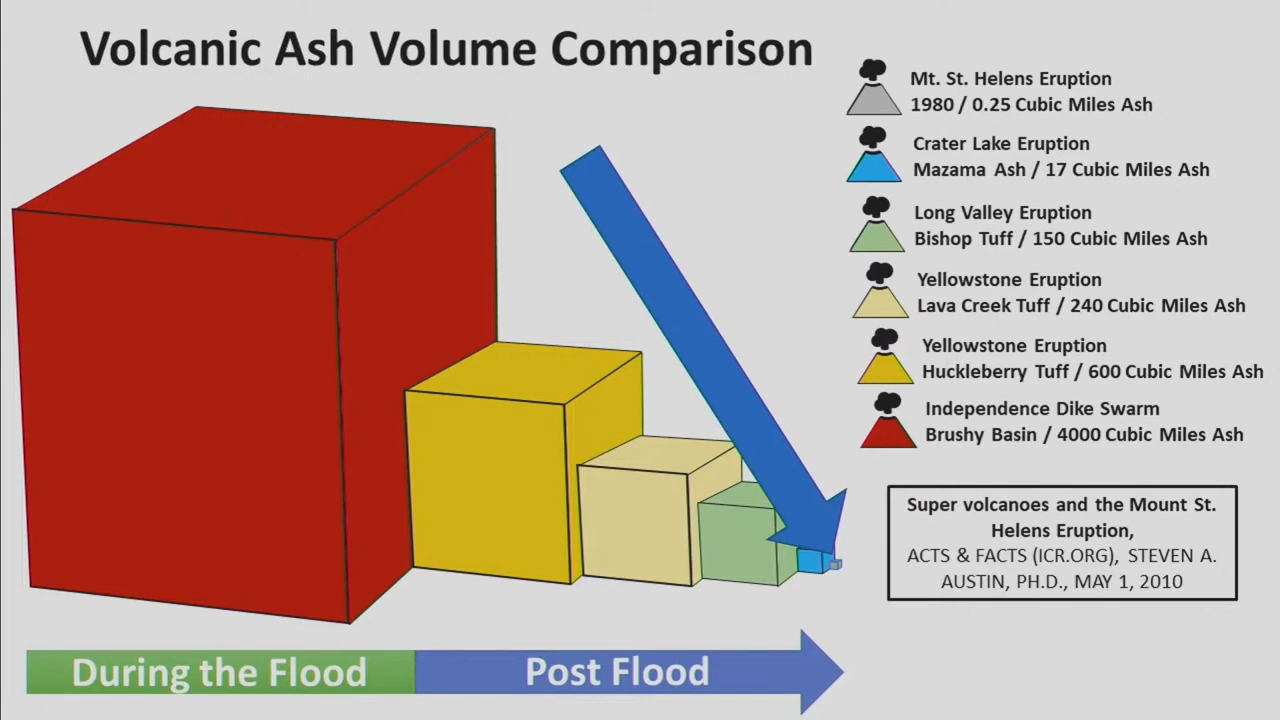 Volcanic Ash Volume Comparison
Mt. St. Helens Eruption
1980 / 0.25 Cubic Miles Ash
Crater Lake Eruption
Mazama Ash / 17 Cubic Miles Ash
Long Valley Eruption
Bishop Tuff / 150 Cubic Miles Ash
Yellowstone Eruption
Lava Creek Tuff / 240 Cubic Miles Ash
Yellowstone Eruption
Huckleberry Tuff / 600 Cubic Miles Ash
Independence Dike Swarm
Brushy Basin / 4000 Cubic Miles Ash
Super volcanoes and the Mount St.
Helens Eruption,
ACTS & FACTS (ICR.ORG), STEVEN A.
AUSTIN, PH.D., MAY 1, 2010
During the Flood
Post Flood